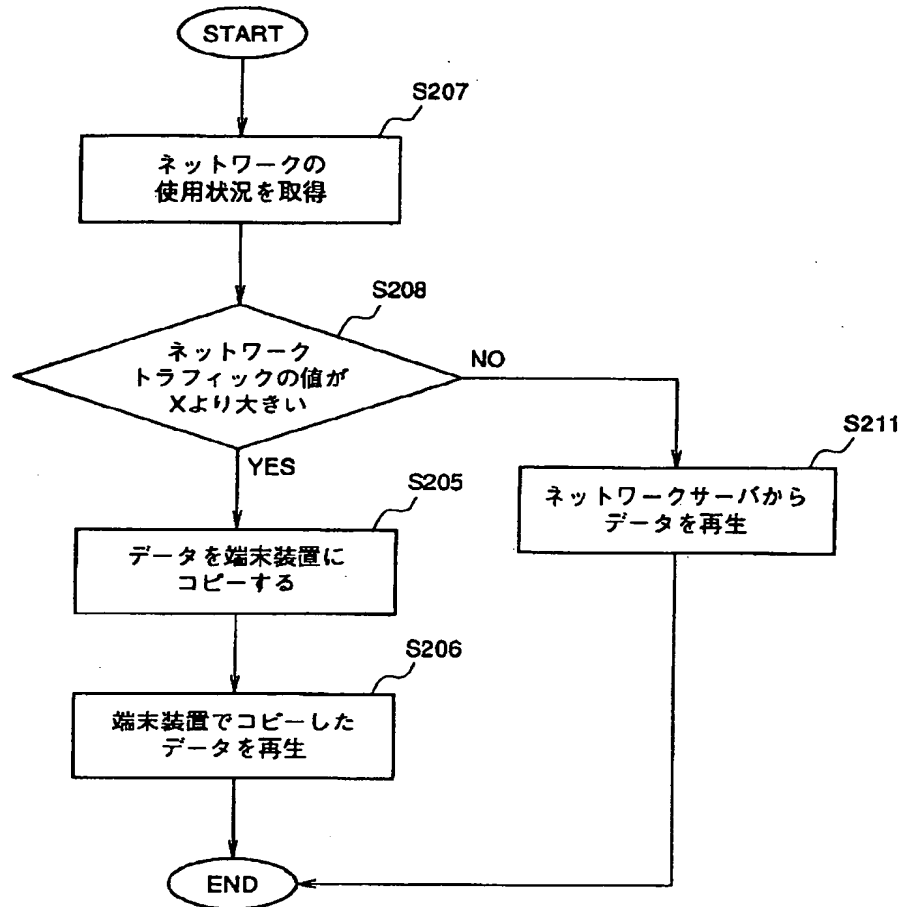 START
S207
ネットワークの
使用状況を取得
S208
ネットワーク
トラフィックの値が
Xより大きい
NO
YES
S211
ネットワークサーバから
データを再生
S205
データを端末装置に
コピーする
S206
端末装置でコピーした
データを再生
END